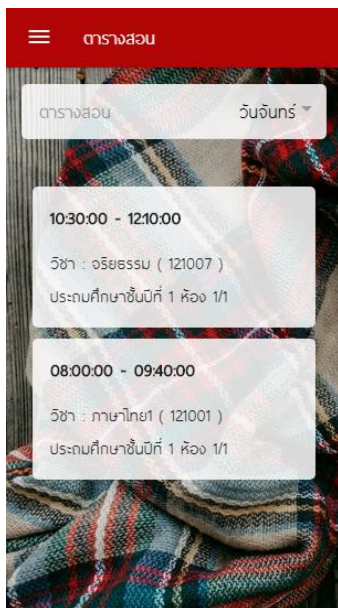 ตารางสอน
ตารางสอน วันจันทร์
10:30:00 - 12:10:00
วิชา : จริยธรรม ( 121007 )
ประถมศึกษาชั้นปีที่ 1 ห้อง 1/1
08:00:00 - 09:40:00
วิชา : ภาษาไทย1 ( 121001 )
ประถมศึกษาชั้นปีที่ 1 ห้อง 1/1